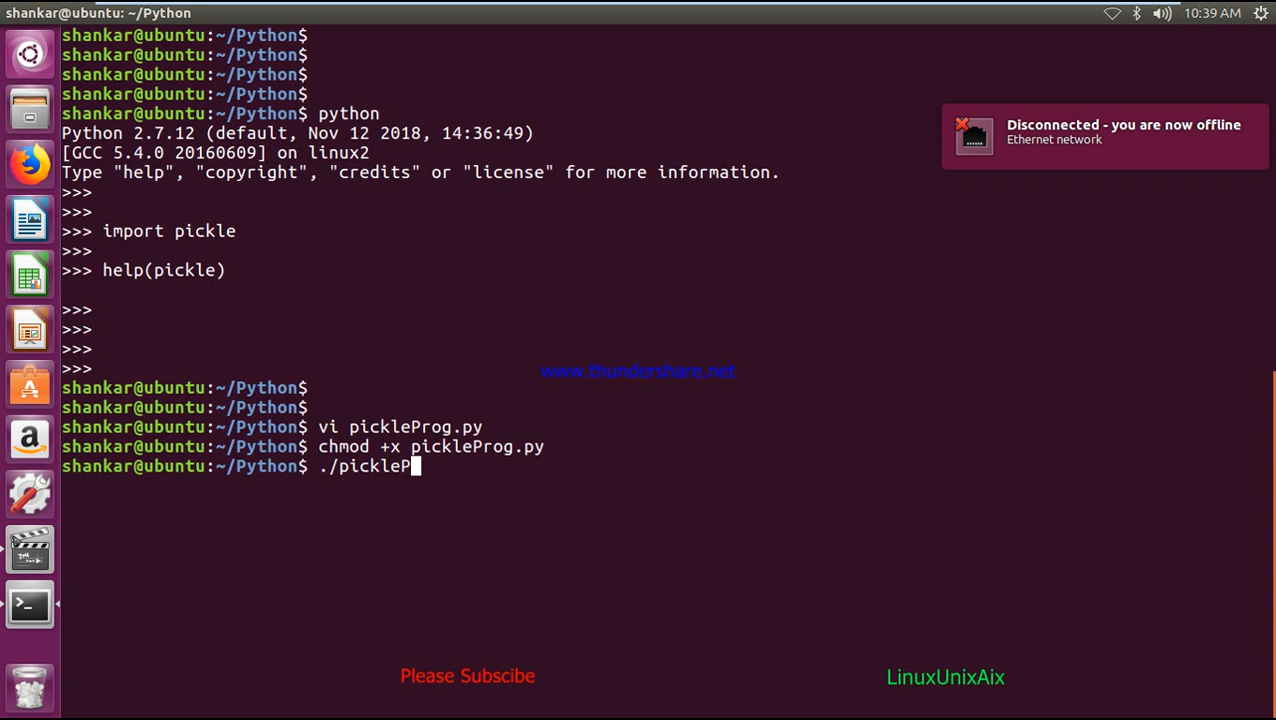 shankar@ubuntu: ~/Python
10:39 AM
shankar@ubuntu:~/Python$
shankar@ubuntu:~/Python$
shankar@ubuntu:~/Python$
shankar@ubuntu:~/Python$
shankar@ubuntu:~/Python$ python
Python 2.7.12 (default, Nov 12 2018, 14:36:49)
[GCC 5.4.0 20160609] on linux2
Type "help", "copyright", "credits" or "license" for more information.
>>>
>>>
>>> import pickle
>>>
>>> help(pickle)
>>>
>>>
>>>
>>>
shankar@ubuntu:~/Python$
shankar@ubuntu:~/Python$
shankar@ubuntu:~/Python$ vi pickleProg.py
shankar@ubuntu:~/Python$ chmod +x pickleProg.py
shankar@ubuntu:~/Python$ ./pickleP
Disconnected - you are now offline
Ethernet network
www.thundershare.net
Please Subscibe
LinuxUnixAix